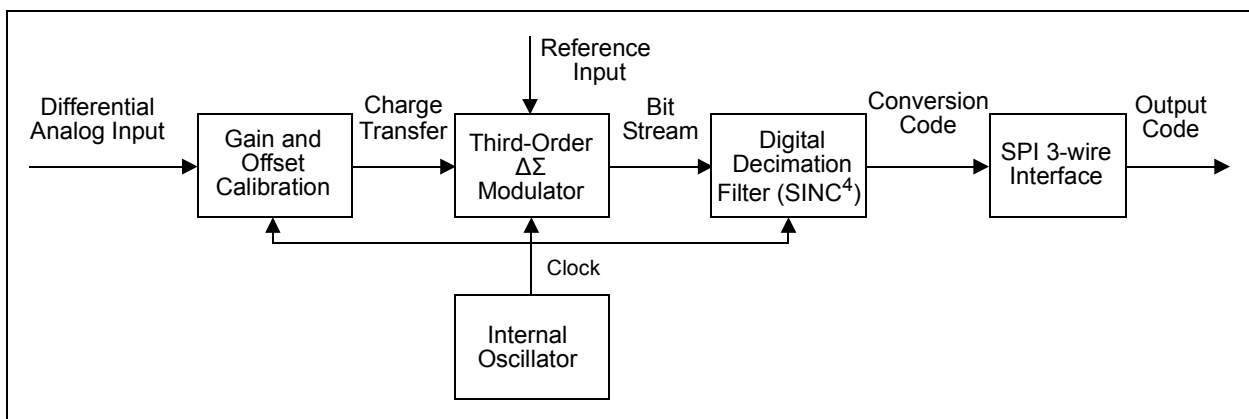 Reference
Input
Differential
Analog Input
Gain and
Offset
Calibration
Charge
Transfer
Third-Order
ΔΣ
Modulator
Bit
Stream
Digital
Decimation
Filter (SINC⁴)
Conversion
Code
SPI 3-wire
Interface
Output
Code
Clock
Internal
Oscillator